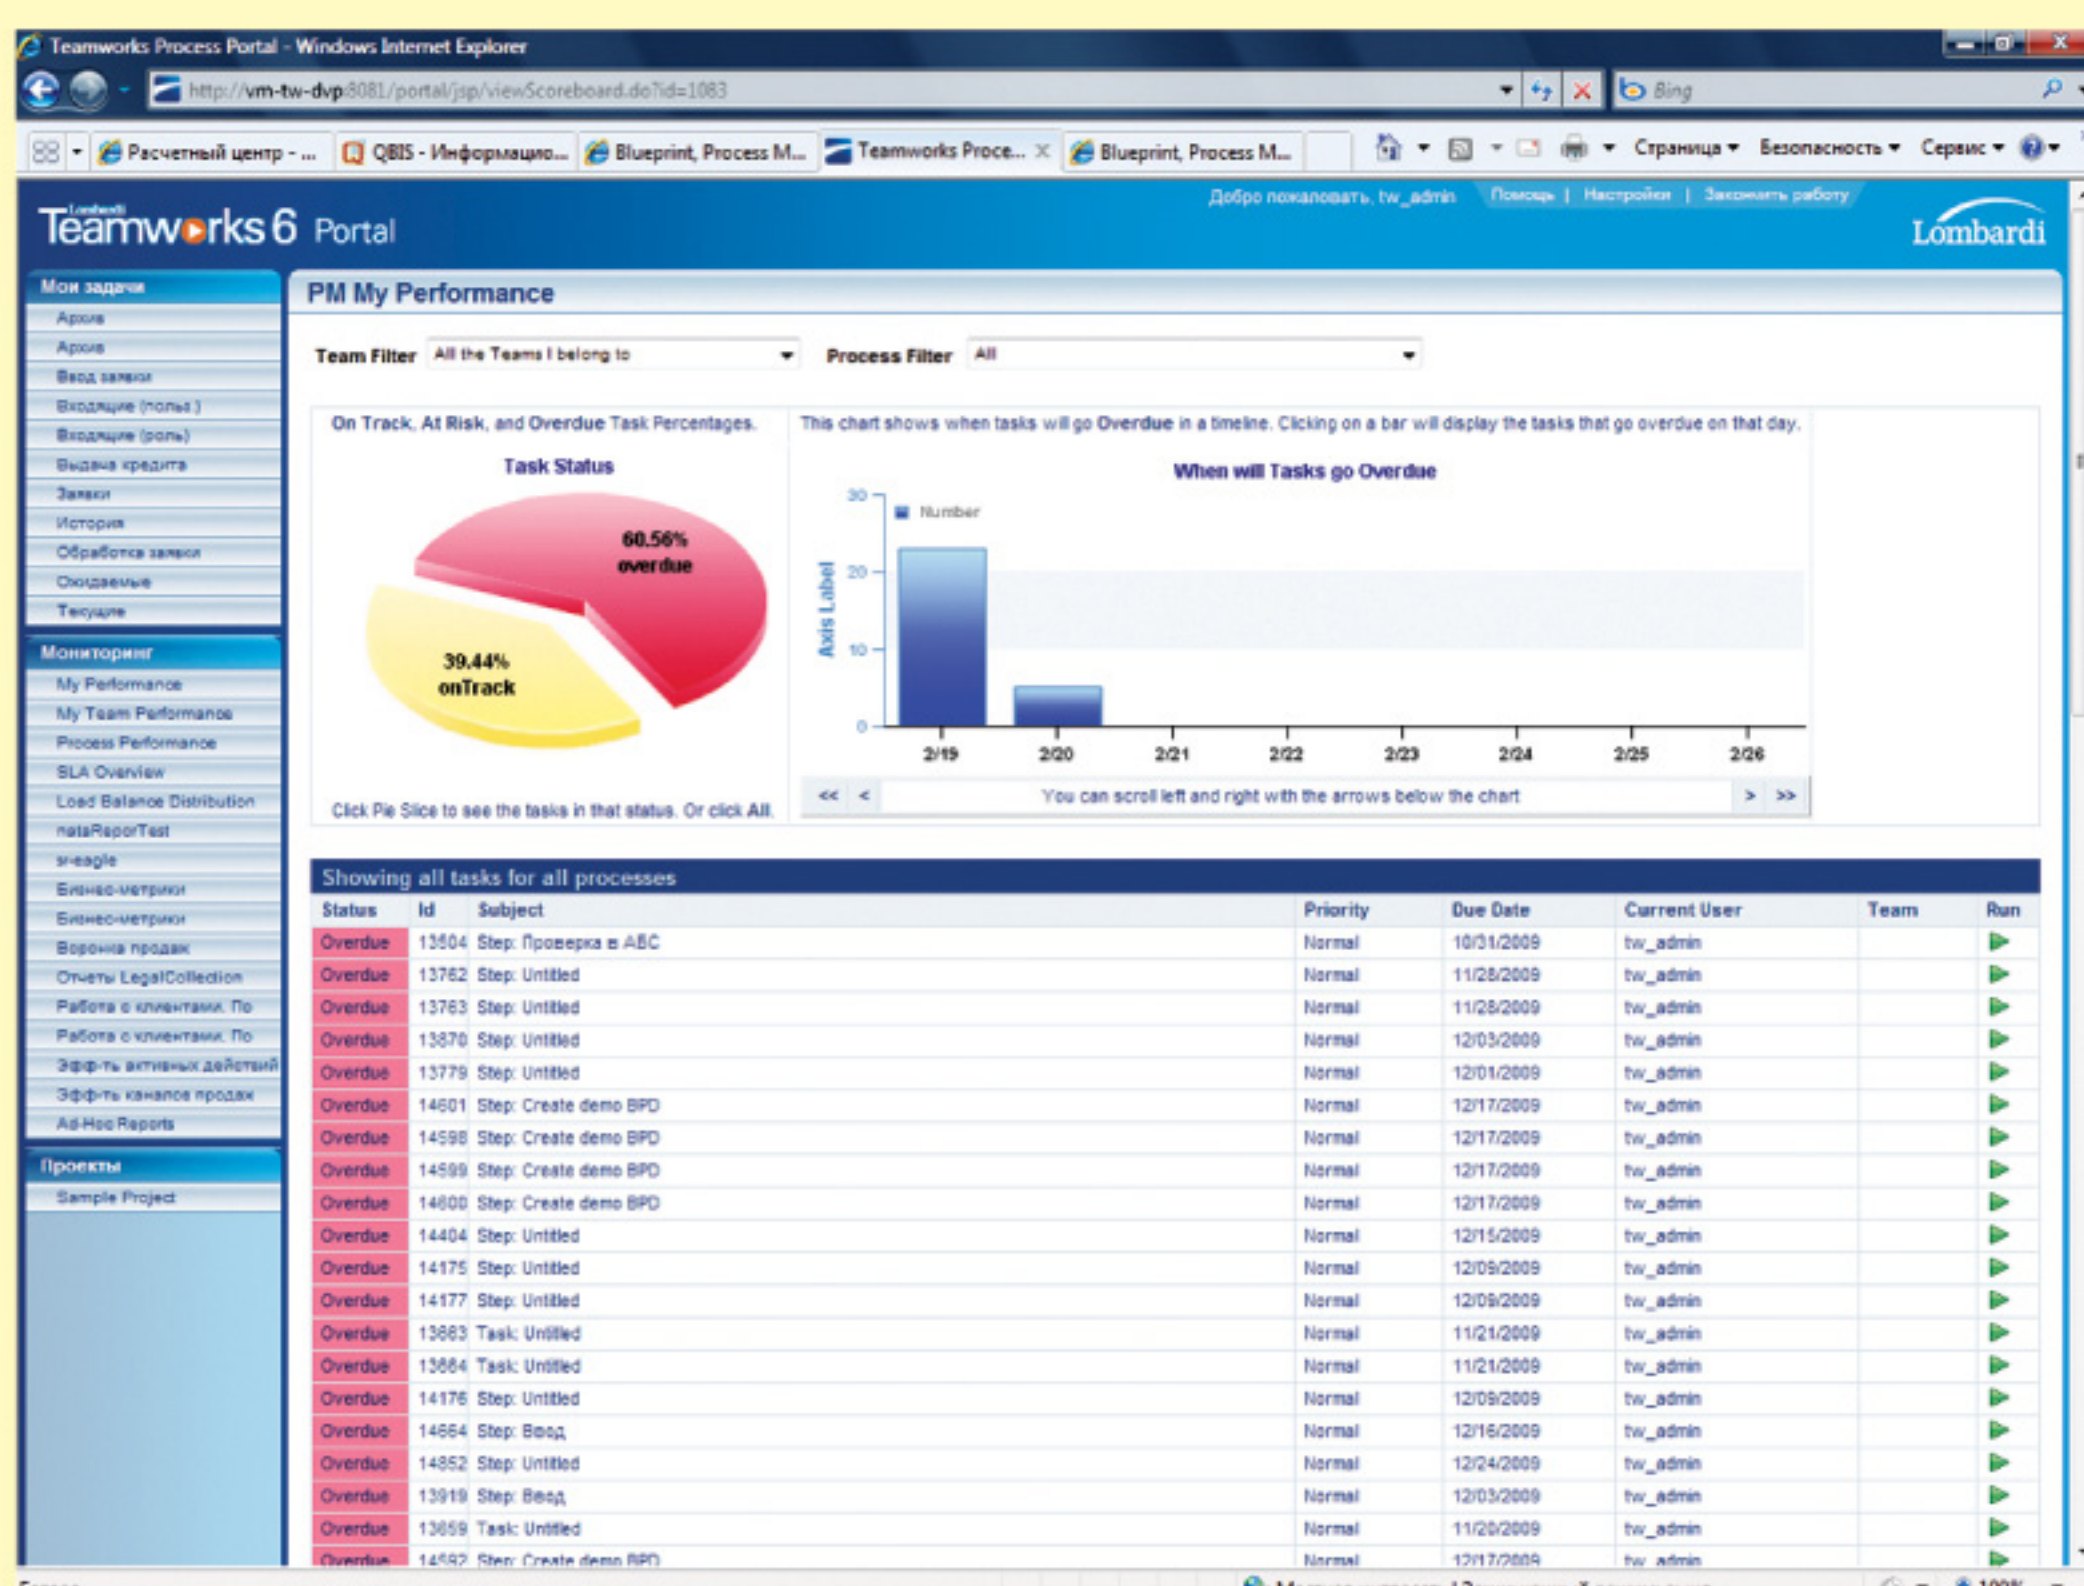 Teamworks Process Portal - Windows Internet Explorer
http://vm-tw-dvp:8081/portal/jsp/viewScoreboard.do?id=1083
Bing
Расчетный центр - ... QBIS - Информацио... Blueprint, Process M... Teamworks Proce... Blueprint, Process M... Страница Безопасность Сервис
Добро пожаловать, tw_admin Помощь | Настройки | Закончить работу
Lombardi
Teamworks 6 Portal
Lombardi
Мои задачи
Архив
Архив
Ввод заявки
Входящие (польз.)
Входящие (роль)
Выдача кредита
Заявки
История
Обработка заявки
Ожидаемые
Текущие
Мониторинг
My Performance
My Team Performance
Process Performance
SLA Overview
Load Balance Distribution
nataReporTest
sr-eagle
Бизнес-метрики
Бизнес-метрики
Воронка продаж
Отчеты LegalCollection
Работа с клиентами. По
Работа с клиентами. По
Эфф-ть активных действий
Эфф-ть каналов продаж
Ad-Hoc Reports
Проекты
Sample Project
PM My Performance
Team Filter All the Teams I belong to Process Filter All
On Track, At Risk, and Overdue Task Percentages.
Task Status
60.56%
overdue
39.44%
onTrack
Click Pie Slice to see the tasks in that status. Or click All.
This chart shows when tasks will go Overdue in a timeline. Clicking on a bar will display the tasks that go overdue on that day.
When will Tasks go Overdue
Number
Axis Label
30
20
10
0
2/19 2/20 2/21 2/22 2/23 2/24 2/25 2/26
<< < You can scroll left and right with the arrows below the chart > >>
Showing all tasks for all processes
Status Id Subject Priority Due Date Current User Team Run
Overdue 13504 Step: Проверка в АБС Normal 10/31/2009 tw_admin
Overdue 13762 Step: Untitled Normal 11/28/2009 tw_admin
Overdue 13763 Step: Untitled Normal 11/28/2009 tw_admin
Overdue 13870 Step: Untitled Normal 12/03/2009 tw_admin
Overdue 13779 Step: Untitled Normal 12/01/2009 tw_admin
Overdue 14601 Step: Create demo BPD Normal 12/17/2009 tw_admin
Overdue 14598 Step: Create demo BPD Normal 12/17/2009 tw_admin
Overdue 14599 Step: Create demo BPD Normal 12/17/2009 tw_admin
Overdue 14600 Step: Create demo BPD Normal 12/17/2009 tw_admin
Overdue 14404 Step: Untitled Normal 12/15/2009 tw_admin
Overdue 14175 Step: Untitled Normal 12/09/2009 tw_admin
Overdue 14177 Step: Untitled Normal 12/09/2009 tw_admin
Overdue 13663 Task: Untitled Normal 11/21/2009 tw_admin
Overdue 13664 Task: Untitled Normal 11/21/2009 tw_admin
Overdue 14176 Step: Untitled Normal 12/09/2009 tw_admin
Overdue 14664 Step: Ввод Normal 12/16/2009 tw_admin
Overdue 14852 Step: Untitled Normal 12/24/2009 tw_admin
Overdue 13919 Step: Ввод Normal 12/03/2009 tw_admin
Overdue 13659 Task: Untitled Normal 11/20/2009 tw_admin
Overdue 14592 Step: Create demo BPD Normal 12/17/2009 tw_admin
100%